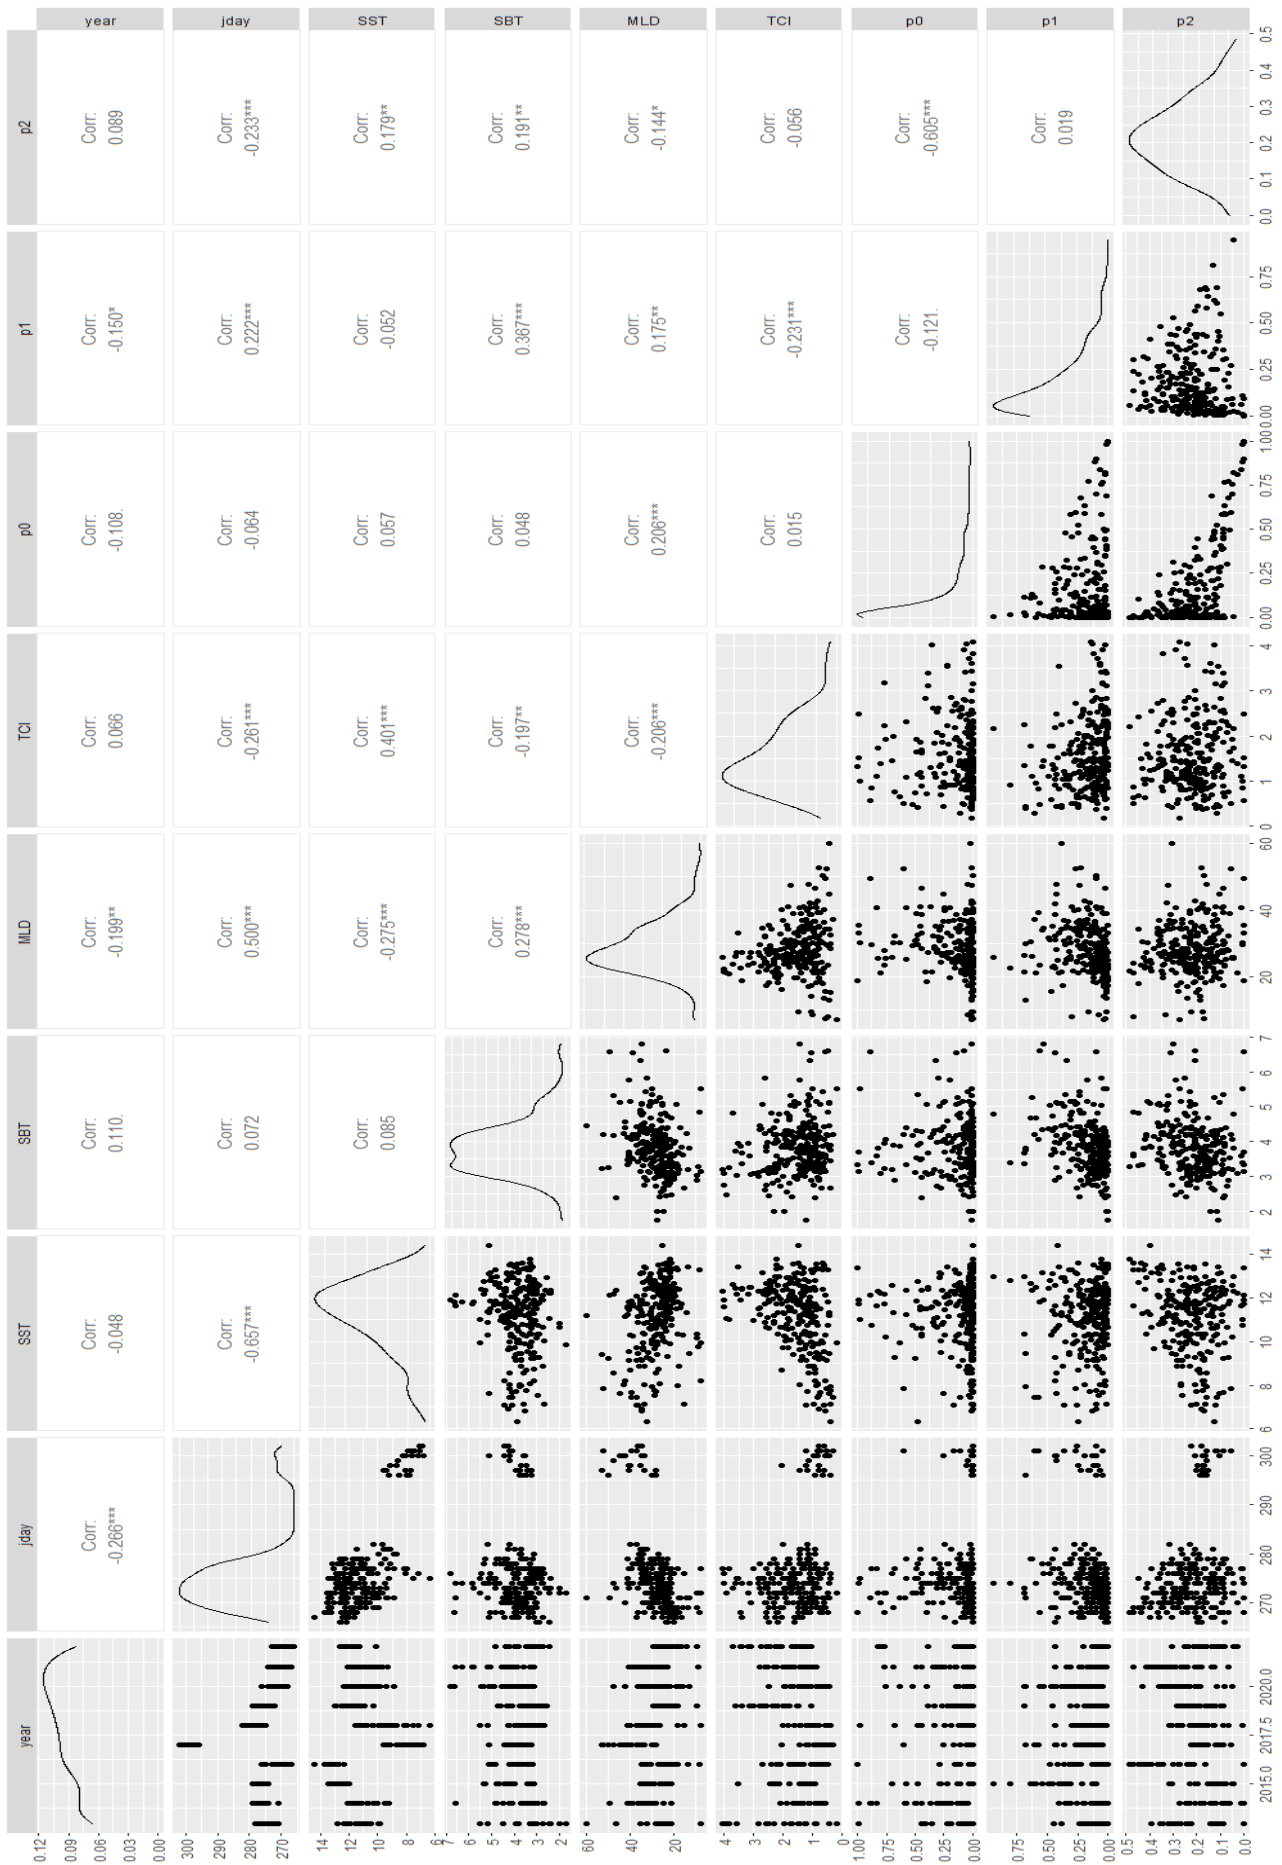 year jday SST SBT MLD TCI p0 p1 p2
p2
Corr:
0.089
Corr:
-0.233***
Corr:
0.179**
Corr:
0.191**
Corr:
-0.144*
Corr:
-0.056
Corr:
-0.605***
Corr:
0.019
0.5 0.4 0.3 0.2 0.1 0.0
p1
Corr:
-0.150*
Corr:
0.222***
Corr:
-0.052
Corr:
0.367***
Corr:
0.175**
Corr:
-0.231***
Corr:
-0.121.
0.75 0.50 0.25 0.00
p0
Corr:
-0.108.
Corr:
-0.064
Corr:
0.057
Corr:
0.048
Corr:
0.206***
Corr:
0.015
1.00 0.75 0.50 0.25 0.00
TCI
Corr:
0.066
Corr:
-0.261***
Corr:
0.401***
Corr:
-0.197**
Corr:
-0.206***
4 3 2 1 0
MLD
Corr:
-0.199**
Corr:
0.500***
Corr:
-0.275***
Corr:
0.278***
60 40 20
SBT
Corr:
0.110.
Corr:
0.072
Corr:
0.085
7 6 5 4 3 2
SST
Corr:
-0.048
Corr:
-0.657***
14 12 10 8 6
jday
Corr:
-0.266***
300 290 280 270
year
2020.0 2017.5 2015.0
0.12 0.09 0.06 0.03 0.00
300 290 280 270
14 12 10 8 6
7 6 5 4 3 2
60 40 20
4 3 2 1 0
1.00 0.75 0.50 0.25 0.00
0.75 0.50 0.25 0.00
0.5 0.4 0.3 0.2 0.1 0.0